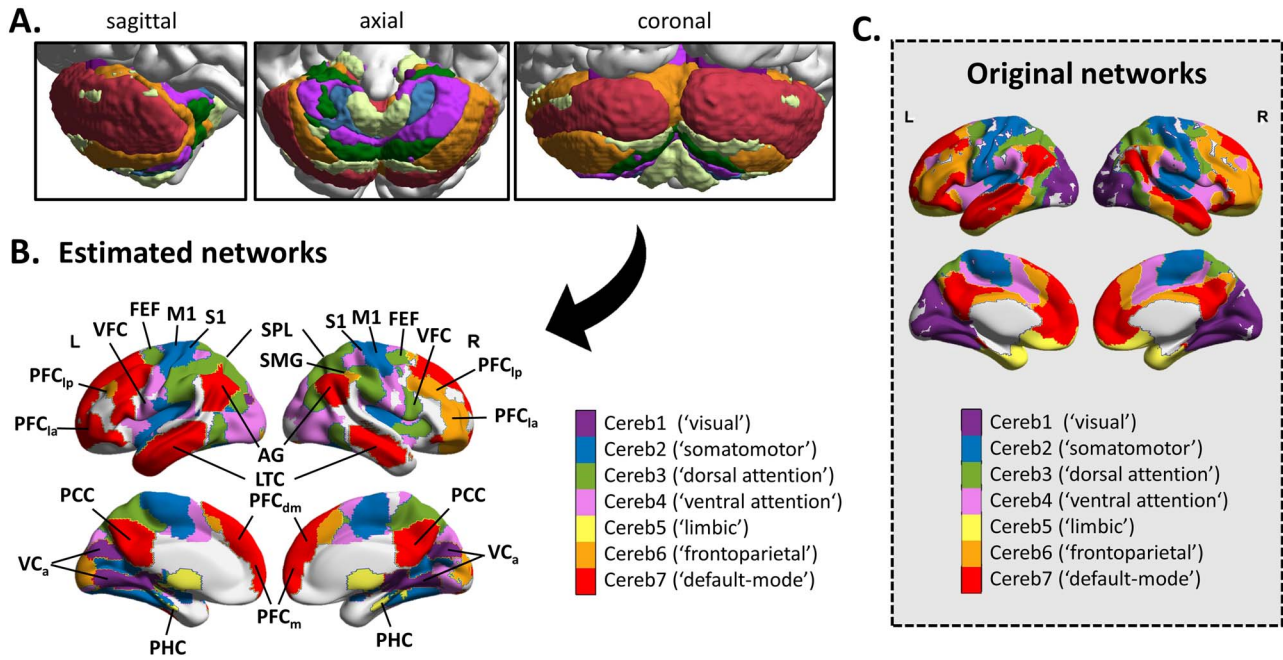 A.
sagittal
axial
coronal
B. Estimated networks
L
VFC
FEF
M1
S1
SPL
SMG
S1
M1
FEF
VFC
R
PFClp
PFCla
PFClp
PFCla
AG
LTC
PCC
PFCdm
PCC
VCa
VCa
PFCm
PHC
PHC
Cereb1 (‘visual’)
Cereb2 (‘somatomotor’)
Cereb3 (‘dorsal attention’)
Cereb4 (‘ventral attention‘)
Cereb5 (‘limbic’)
Cereb6 (‘frontoparietal’)
Cereb7 (‘default-mode’)
C.
Original networks
L
R
Cereb1 (‘visual’)
Cereb2 (‘somatomotor’)
Cereb3 (‘dorsal attention’)
Cereb4 (‘ventral attention’)
Cereb5 (‘limbic’)
Cereb6 (‘frontoparietal’)
Cereb7 (‘default-mode’)